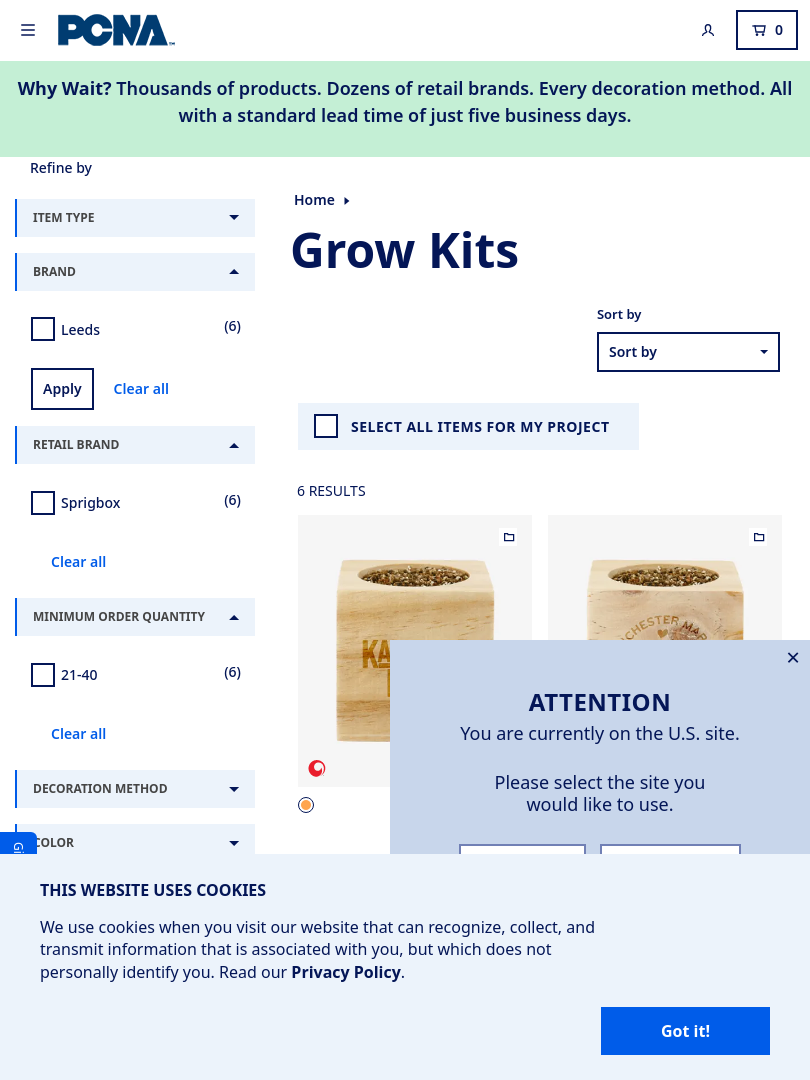 PCNA
0
Why Wait? Thousands of products. Dozens of retail brands. Every decoration method. All
with a standard lead time of just five business days.
Refine by
Home
Grow Kits
ITEM TYPE
BRAND
Leeds
(6)
Apply
Clear all
RETAIL BRAND
Sprigbox
(6)
Clear all
MINIMUM ORDER QUANTITY
21-40
(6)
Clear all
DECORATION METHOD
COLOR
Sort by
Sort by
SELECT ALL ITEMS FOR MY PROJECT
6 RESULTS
ATTENTION
You are currently on the U.S. site.
Please select the site you
would like to use.
THIS WEBSITE USES COOKIES
We use cookies when you visit our website that can recognize, collect, and
transmit information that is associated with you, but which does not
personally identify you. Read our Privacy Policy.
Got it!